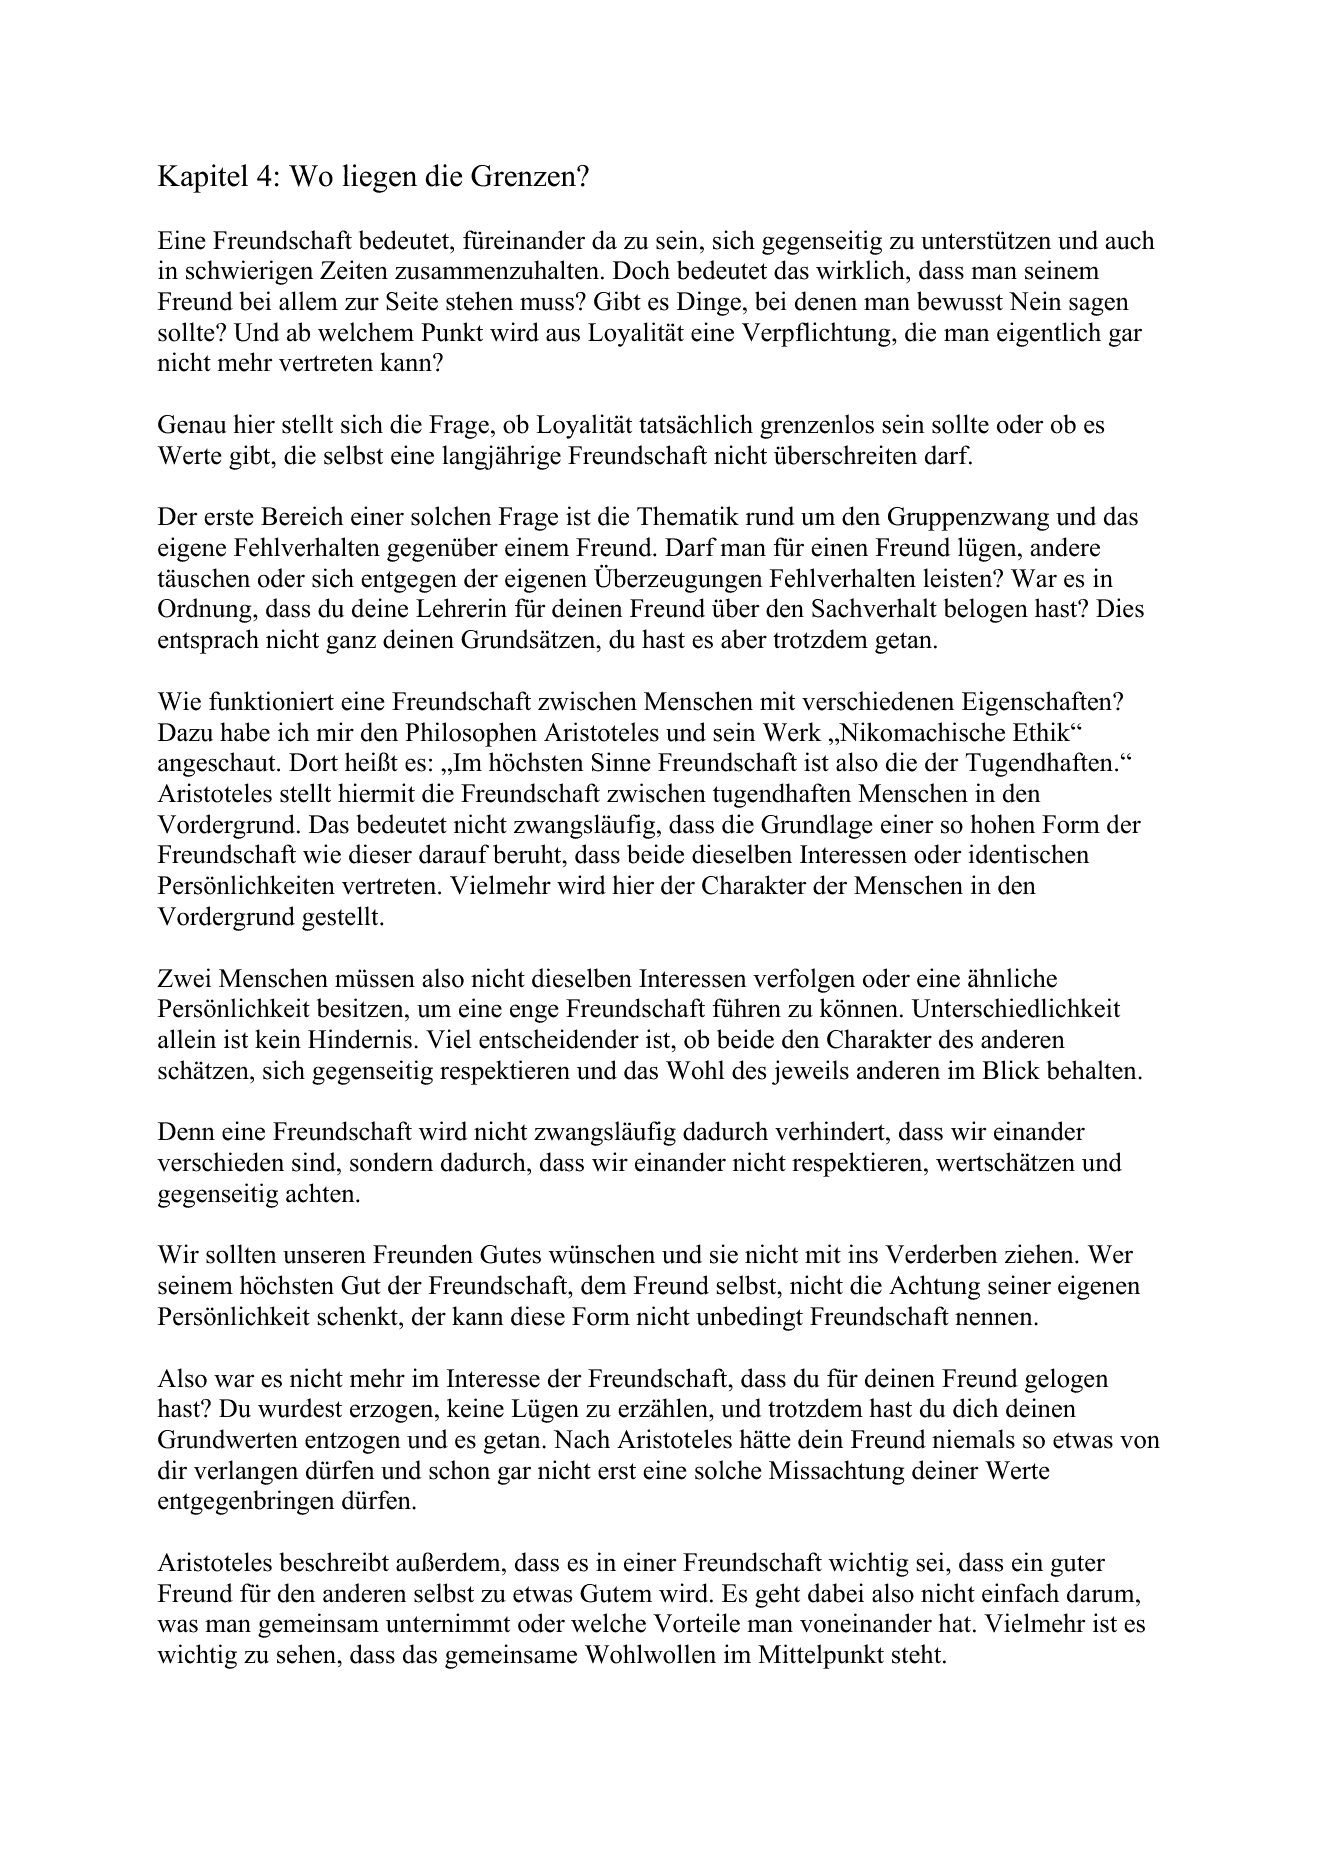 Kapitel 4: Wo liegen die Grenzen?
Eine Freundschaft bedeutet, füreinander da zu sein, sich gegenseitig zu unterstützen und auch
in schwierigen Zeiten zusammenzuhalten. Doch bedeutet das wirklich, dass man seinem
Freund bei allem zur Seite stehen muss? Gibt es Dinge, bei denen man bewusst Nein sagen
sollte? Und ab welchem Punkt wird aus Loyalität eine Verpflichtung, die man eigentlich gar
nicht mehr vertreten kann?
Genau hier stellt sich die Frage, ob Loyalität tatsächlich grenzenlos sein sollte oder ob es
Werte gibt, die selbst eine langjährige Freundschaft nicht überschreiten darf.
Der erste Bereich einer solchen Frage ist die Thematik rund um den Gruppenzwang und das
eigene Fehlverhalten gegenüber einem Freund. Darf man für einen Freund lügen, andere
täuschen oder sich entgegen der eigenen Überzeugungen Fehlverhalten leisten? War es in
Ordnung, dass du deine Lehrerin für deinen Freund über den Sachverhalt belogen hast? Dies
entsprach nicht ganz deinen Grundsätzen, du hast es aber trotzdem getan.
Wie funktioniert eine Freundschaft zwischen Menschen mit verschiedenen Eigenschaften?
Dazu habe ich mir den Philosophen Aristoteles und sein Werk „Nikomachische Ethik“
angeschaut. Dort heißt es: „Im höchsten Sinne Freundschaft ist also die der Tugendhaften.“
Aristoteles stellt hiermit die Freundschaft zwischen tugendhaften Menschen in den
Vordergrund. Das bedeutet nicht zwangsläufig, dass die Grundlage einer so hohen Form der
Freundschaft wie dieser darauf beruht, dass beide dieselben Interessen oder identischen
Persönlichkeiten vertreten. Vielmehr wird hier der Charakter der Menschen in den
Vordergrund gestellt.
Zwei Menschen müssen also nicht dieselben Interessen verfolgen oder eine ähnliche
Persönlichkeit besitzen, um eine enge Freundschaft führen zu können. Unterschiedlichkeit
allein ist kein Hindernis. Viel entscheidender ist, ob beide den Charakter des anderen
schätzen, sich gegenseitig respektieren und das Wohl des jeweils anderen im Blick behalten.
Denn eine Freundschaft wird nicht zwangsläufig dadurch verhindert, dass wir einander
verschieden sind, sondern dadurch, dass wir einander nicht respektieren, wertschätzen und
gegenseitig achten.
Wir sollten unseren Freunden Gutes wünschen und sie nicht mit ins Verderben ziehen. Wer
seinem höchsten Gut der Freundschaft, dem Freund selbst, nicht die Achtung seiner eigenen
Persönlichkeit schenkt, der kann diese Form nicht unbedingt Freundschaft nennen.
Also war es nicht mehr im Interesse der Freundschaft, dass du für deinen Freund gelogen
hast? Du wurdest erzogen, keine Lügen zu erzählen, und trotzdem hast du dich deinen
Grundwerten entzogen und es getan. Nach Aristoteles hätte dein Freund niemals so etwas von
dir verlangen dürfen und schon gar nicht erst eine solche Missachtung deiner Werte
entgegenbringen dürfen.
Aristoteles beschreibt außerdem, dass es in einer Freundschaft wichtig sei, dass ein guter
Freund für den anderen selbst zu etwas Gutem wird. Es geht dabei also nicht einfach darum,
was man gemeinsam unternimmt oder welche Vorteile man voneinander hat. Vielmehr ist es
wichtig zu sehen, dass das gemeinsame Wohlwollen im Mittelpunkt steht.